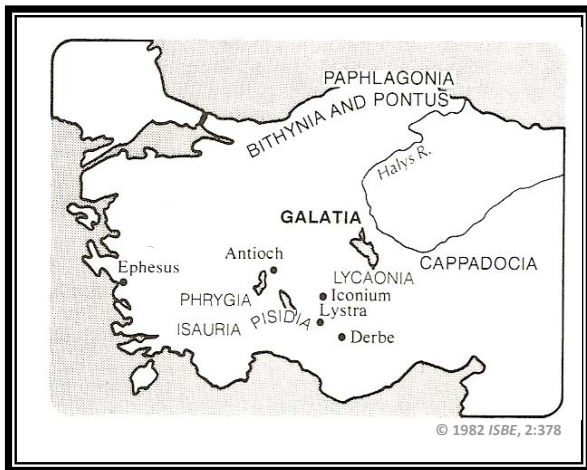 PAPHLAGONIA
BITHYNIA AND PONTUS
Halys R.
GALATIA
Antioch
Ephesus
CAPPADOCIA
LYCAONIA
PHRYGIA
Iconium
PISIDIA
Lystra
ISAURIA
Derbe
© 1982 ISBE, 2:378